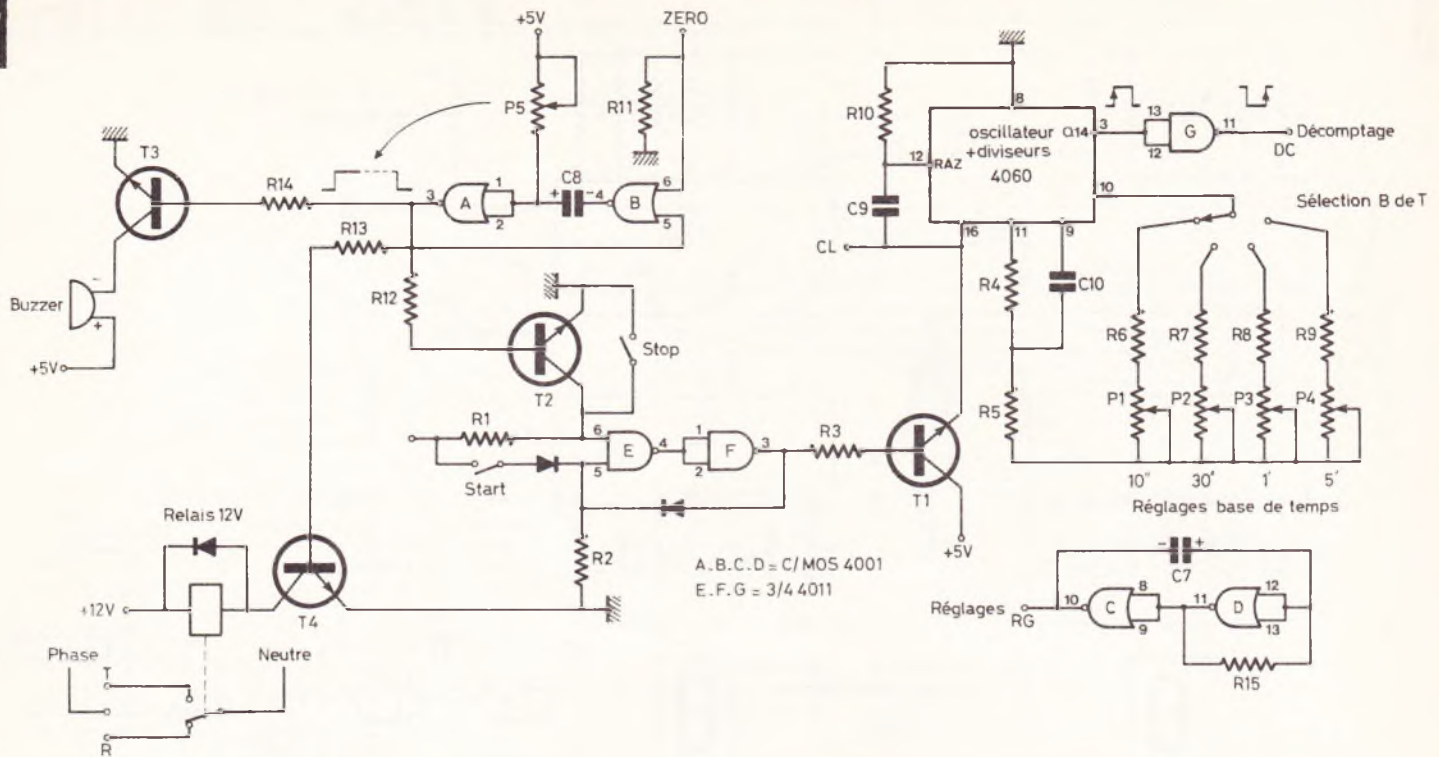 +5V
ZERO
P5
R11
R10
8
oscillateur
+diviseurs
4060
Q14
3
13
12
G
11
Décomptage
DC
12
RAZ
10
Sélection B de T
T3
R14
3
A
1
2
+
C8
-
4
B
6
5
C9
CL
16
11
9
R13
R12
R4
C10
Buzzer
-
+
+5V
T2
Stop
R6
R7
R8
R9
R1
6
5
E
4
1
2
F
3
R3
R5
P1
P2
P3
P4
Start
T1
10"
30"
1'
5'
Réglages base de temps
Relais 12V
R2
A.B.C.D = C/MOS 4001
E.F.G = 3/4 4011
+5V
-
+
C7
+12V
T4
Réglages
RG
10
C
8
9
11
D
12
13
Phase
T
Neutre
R15
R